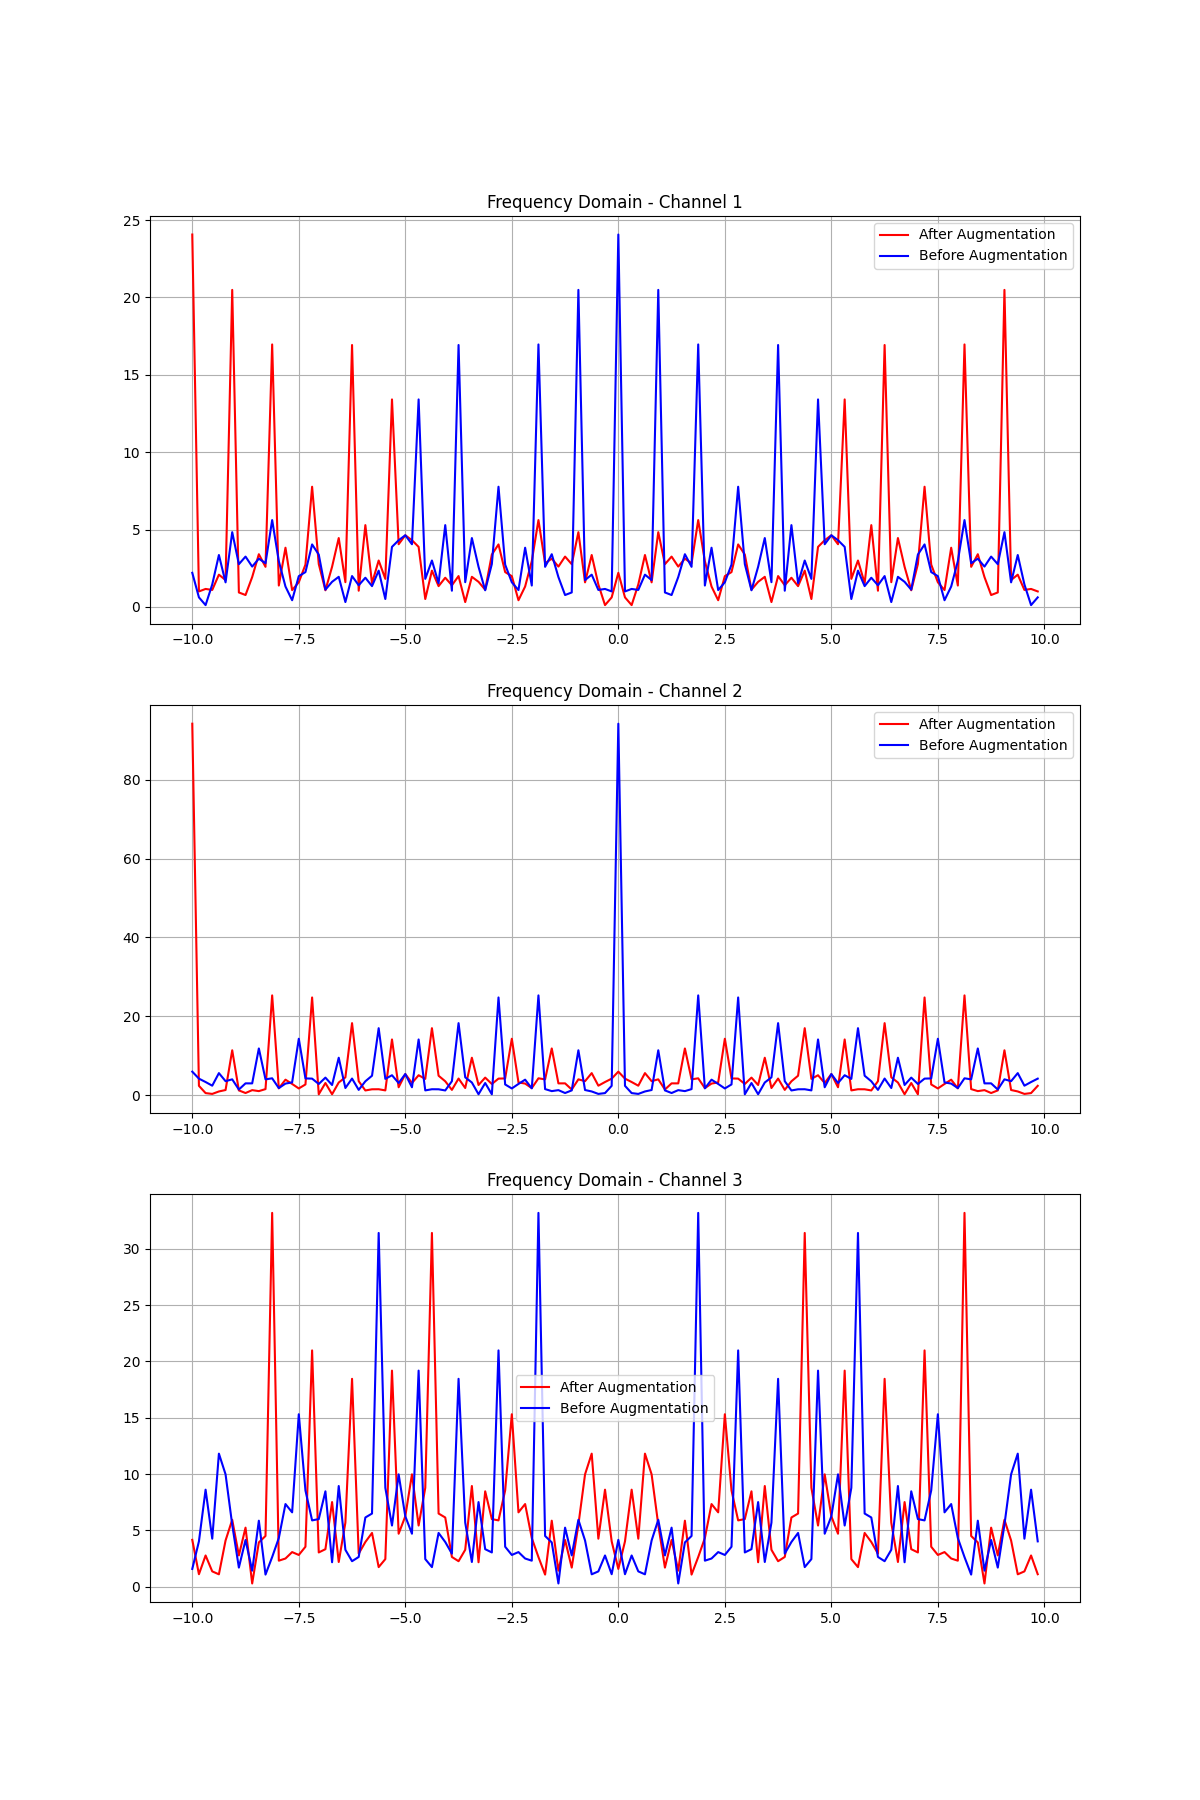 Frequency Domain - Channel 1
25
20
15
10
5
0
After Augmentation
Before Augmentation
−10.0 −7.5 −5.0 −2.5 0.0 2.5 5.0 7.5 10.0
Frequency Domain - Channel 2
80
60
40
20
0
After Augmentation
Before Augmentation
−10.0 −7.5 −5.0 −2.5 0.0 2.5 5.0 7.5 10.0
Frequency Domain - Channel 3
30
25
20
15
10
5
0
After Augmentation
Before Augmentation
−10.0 −7.5 −5.0 −2.5 0.0 2.5 5.0 7.5 10.0